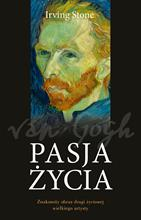 Irving Stone
van Gogh
PASJA
ŻYCIA
Znakomity obraz drogi życiowej
wielkiego artysty